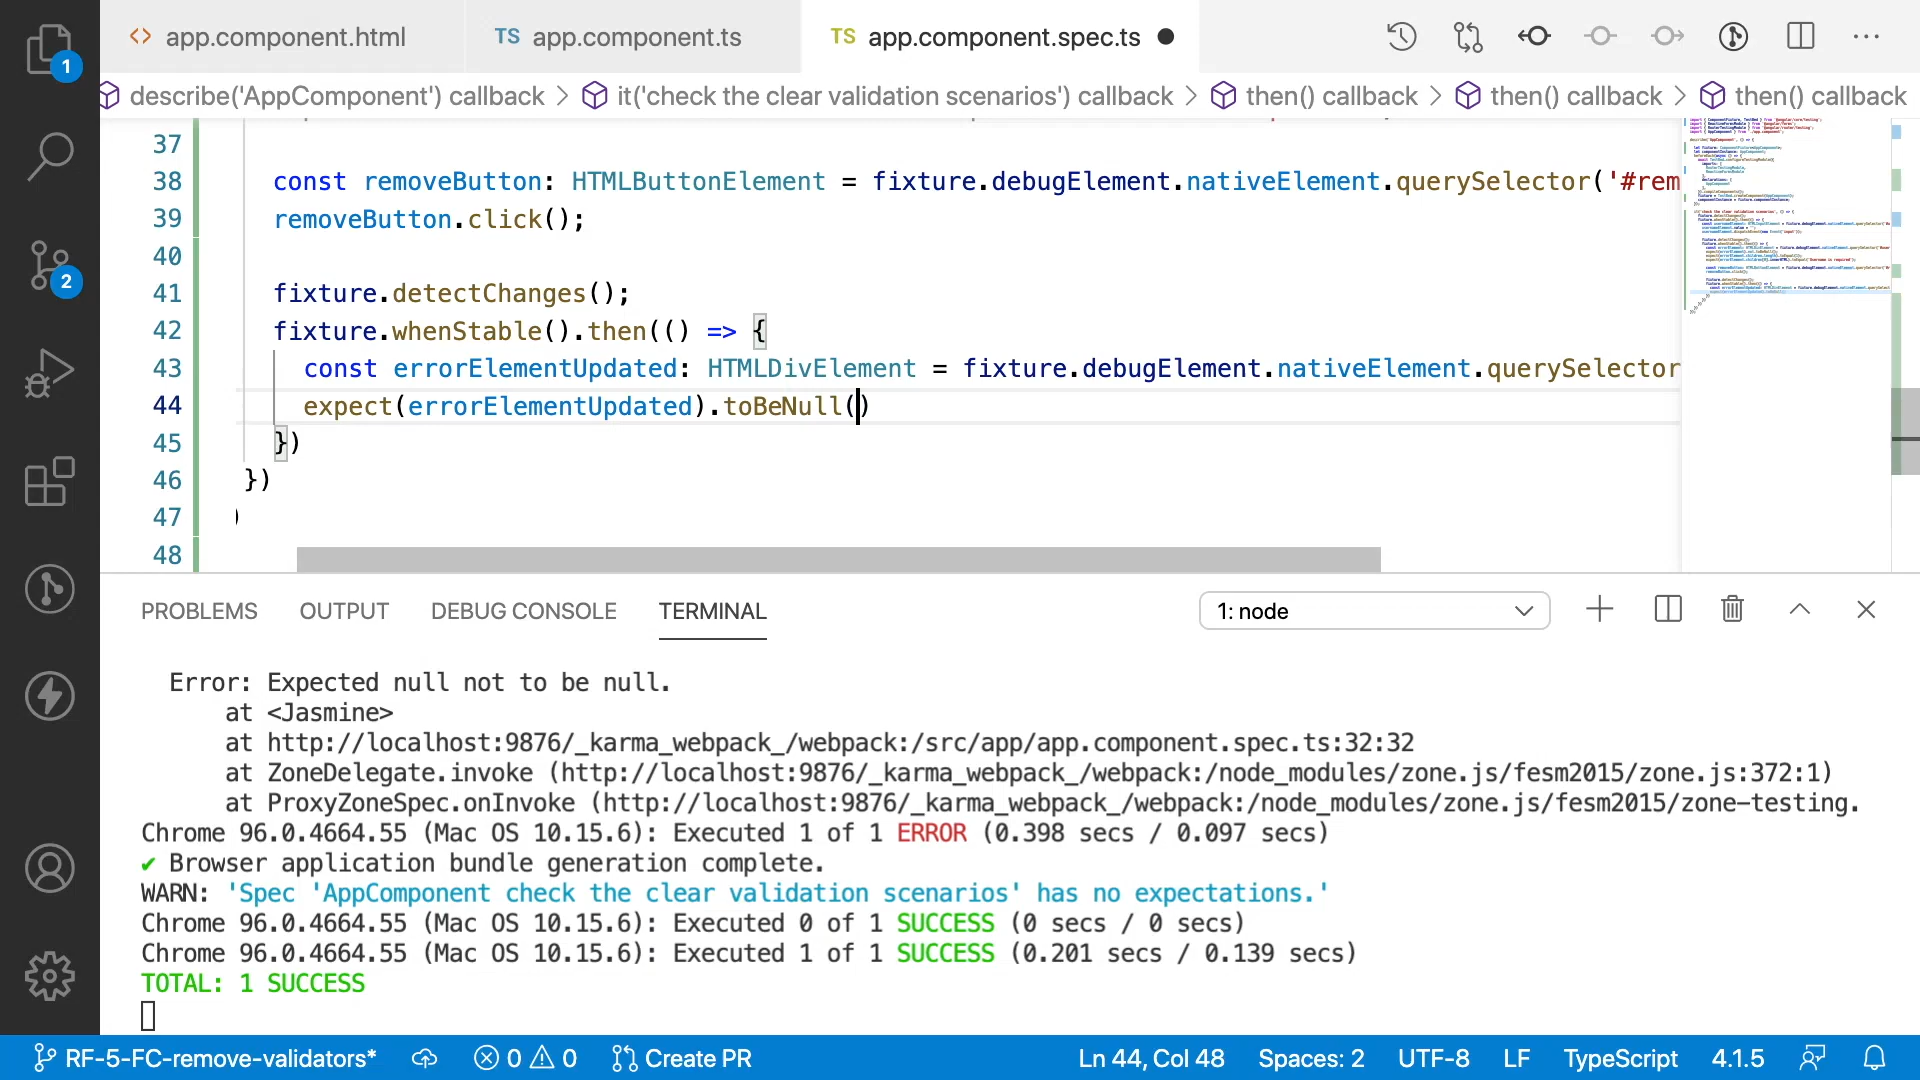 app.component.html
TS app.component.ts
TS app.component.spec.ts
describe('AppComponent') callback > it('check the clear validation scenarios') callback > then() callback > then() callback > then() callback
37
38 const removeButton: HTMLButtonElement = fixture.debugElement.nativeElement.querySelector('#rem
39 removeButton.click();
40
41 fixture.detectChanges();
42 fixture.whenStable().then(() => {
43 const errorElementUpdated: HTMLDivElement = fixture.debugElement.nativeElement.querySelector
44 expect(errorElementUpdated).toBeNull()
45 })
46 })
47 )
48
1
2
PROBLEMS OUTPUT DEBUG CONSOLE TERMINAL 1: node
Error: Expected null not to be null.
at <Jasmine>
at http://localhost:9876/_karma_webpack_/webpack:/src/app/app.component.spec.ts:32:32
at ZoneDelegate.invoke (http://localhost:9876/_karma_webpack_/webpack:/node_modules/zone.js/fesm2015/zone.js:372:1)
at ProxyZoneSpec.onInvoke (http://localhost:9876/_karma_webpack_/webpack:/node_modules/zone.js/fesm2015/zone-testing.
Chrome 96.0.4664.55 (Mac OS 10.15.6): Executed 1 of 1 ERROR (0.398 secs / 0.097 secs)
✔ Browser application bundle generation complete.
WARN: 'Spec 'AppComponent check the clear validation scenarios' has no expectations.'
Chrome 96.0.4664.55 (Mac OS 10.15.6): Executed 0 of 1 SUCCESS (0 secs / 0 secs)
Chrome 96.0.4664.55 (Mac OS 10.15.6): Executed 1 of 1 SUCCESS (0.201 secs / 0.139 secs)
TOTAL: 1 SUCCESS
RF-5-FC-remove-validators* 0 0 Create PR Ln 44, Col 48 Spaces: 2 UTF-8 LF TypeScript 4.1.5